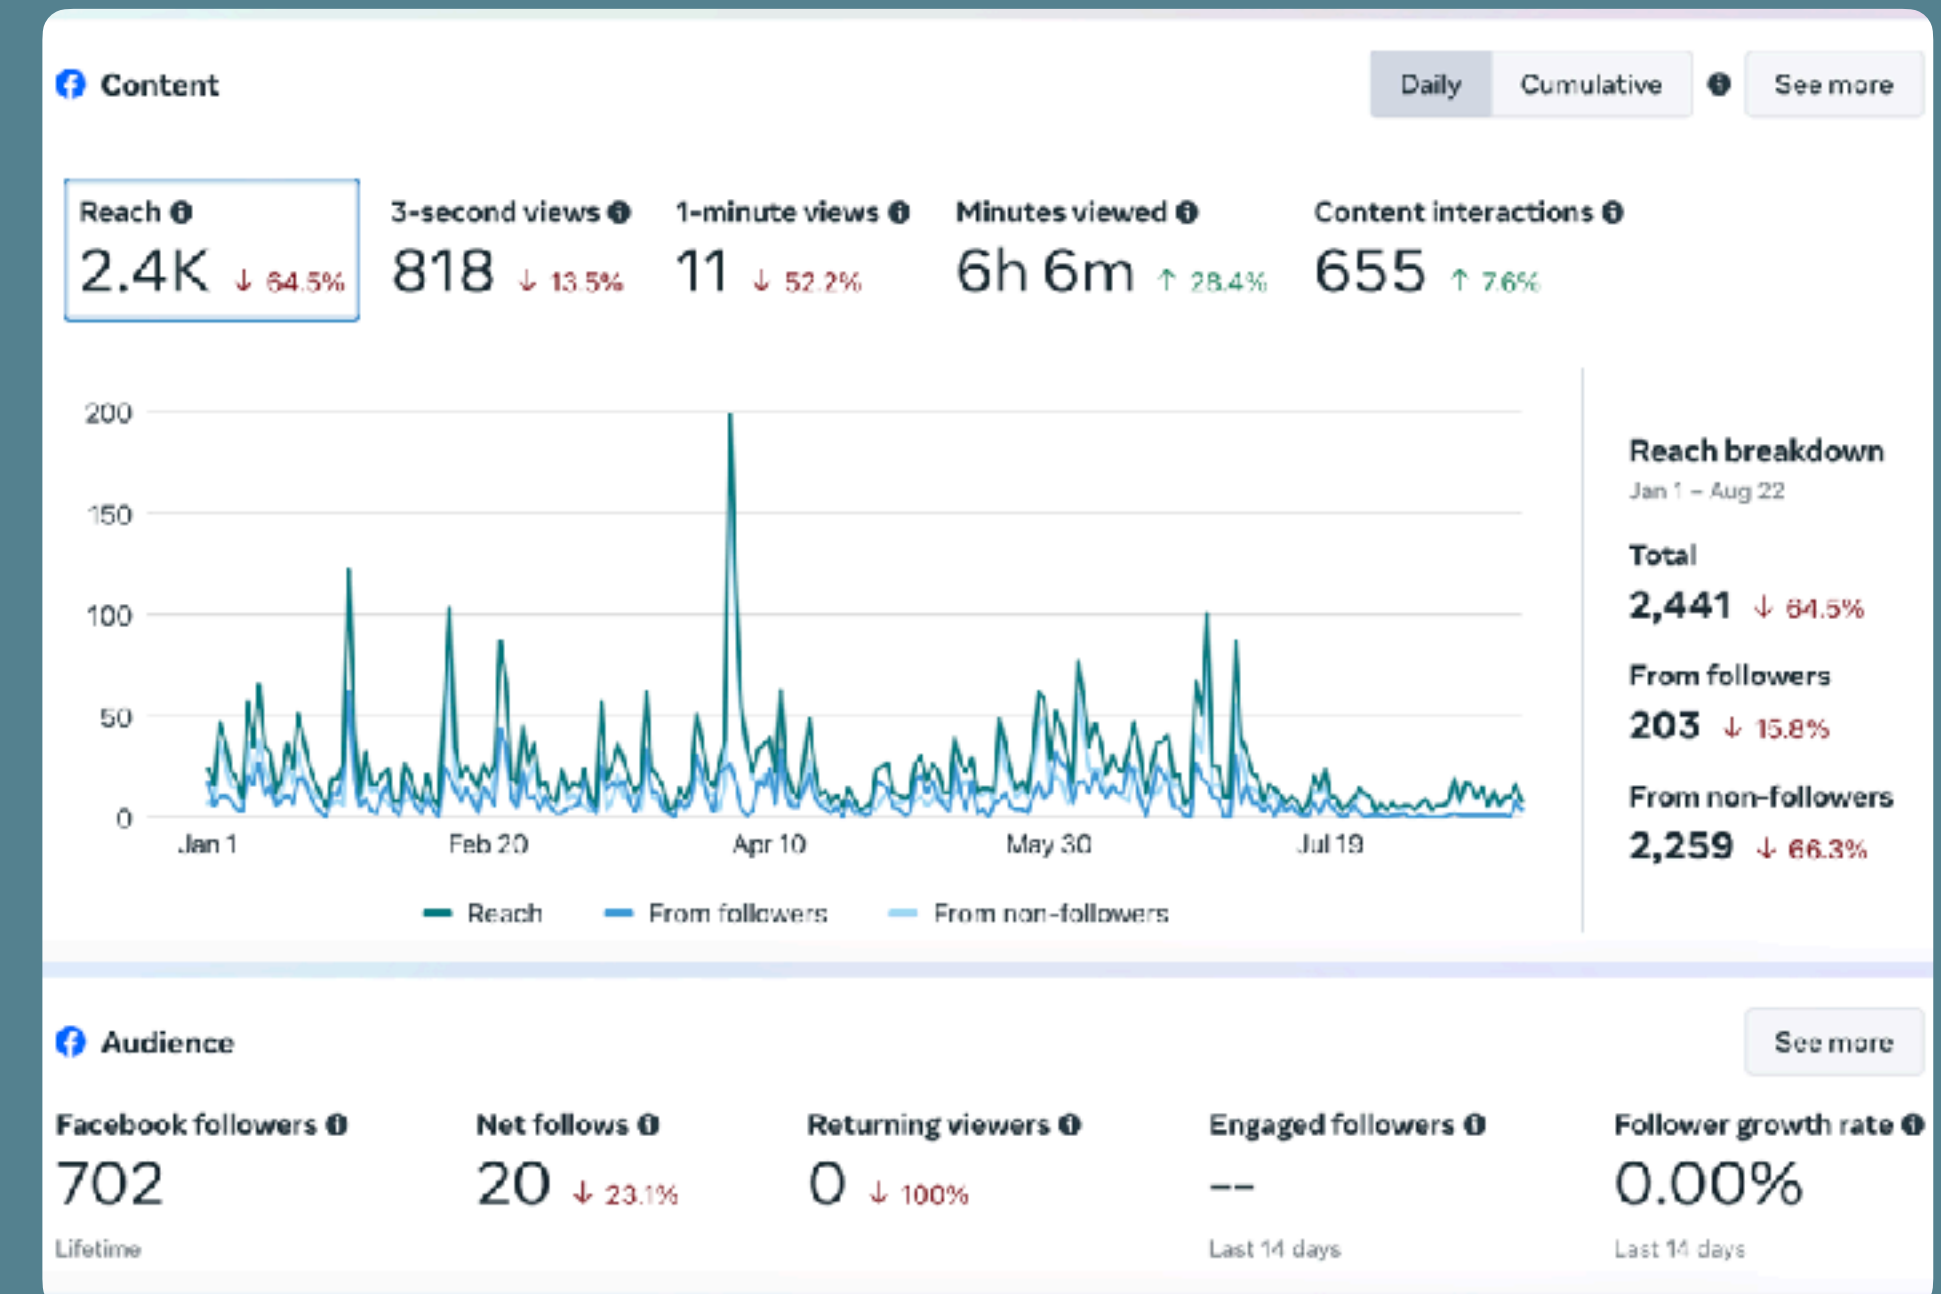 Content
Daily Cumulative See more
Reach 3-second views 1-minute views Minutes viewed Content interactions
2.4K ↓ 64.5% 818 ↓ 13.5% 11 ↓ 52.2% 6h 6m ↑ 28.4% 655 ↑ 7.6%
200
150
100
50
0
Jan 1 Feb 20 Apr 10 May 30 Jul 19
Reach From followers From non-followers
Reach breakdown
Jan 1 – Aug 22
Total
2,441 ↓ 64.5%
From followers
203 ↓ 15.8%
From non-followers
2,259 ↓ 66.3%
Audience
See more
Facebook followers Net follows Returning viewers Engaged followers Follower growth rate
702 20 ↓ 23.1% 0 ↓ 100% -- 0.00%
Lifetime Last 14 days Last 14 days